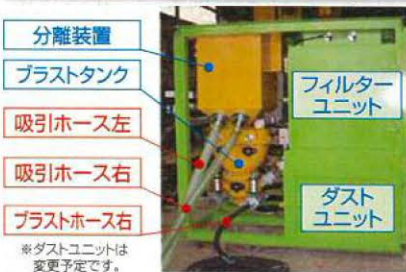 分離装置
ブラストタンク
吸引ホース左
吸引ホース右
ブラストホース右
※ダストユニットは
変更予定です。
フィルター
ユニット
ダスト
ユニット